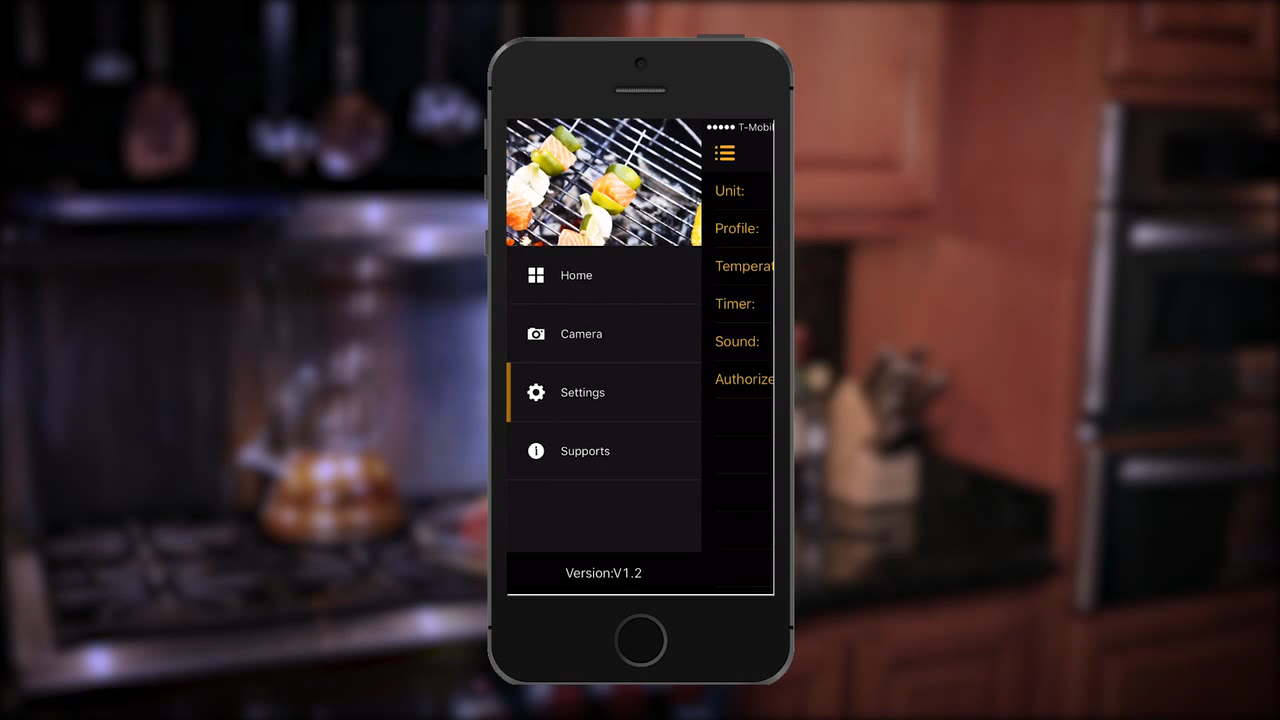 T-Mobil
Unit:
Profile:
Temperat
Timer:
Sound:
Authorize
Home
Camera
Settings
Supports
Version:V1.2